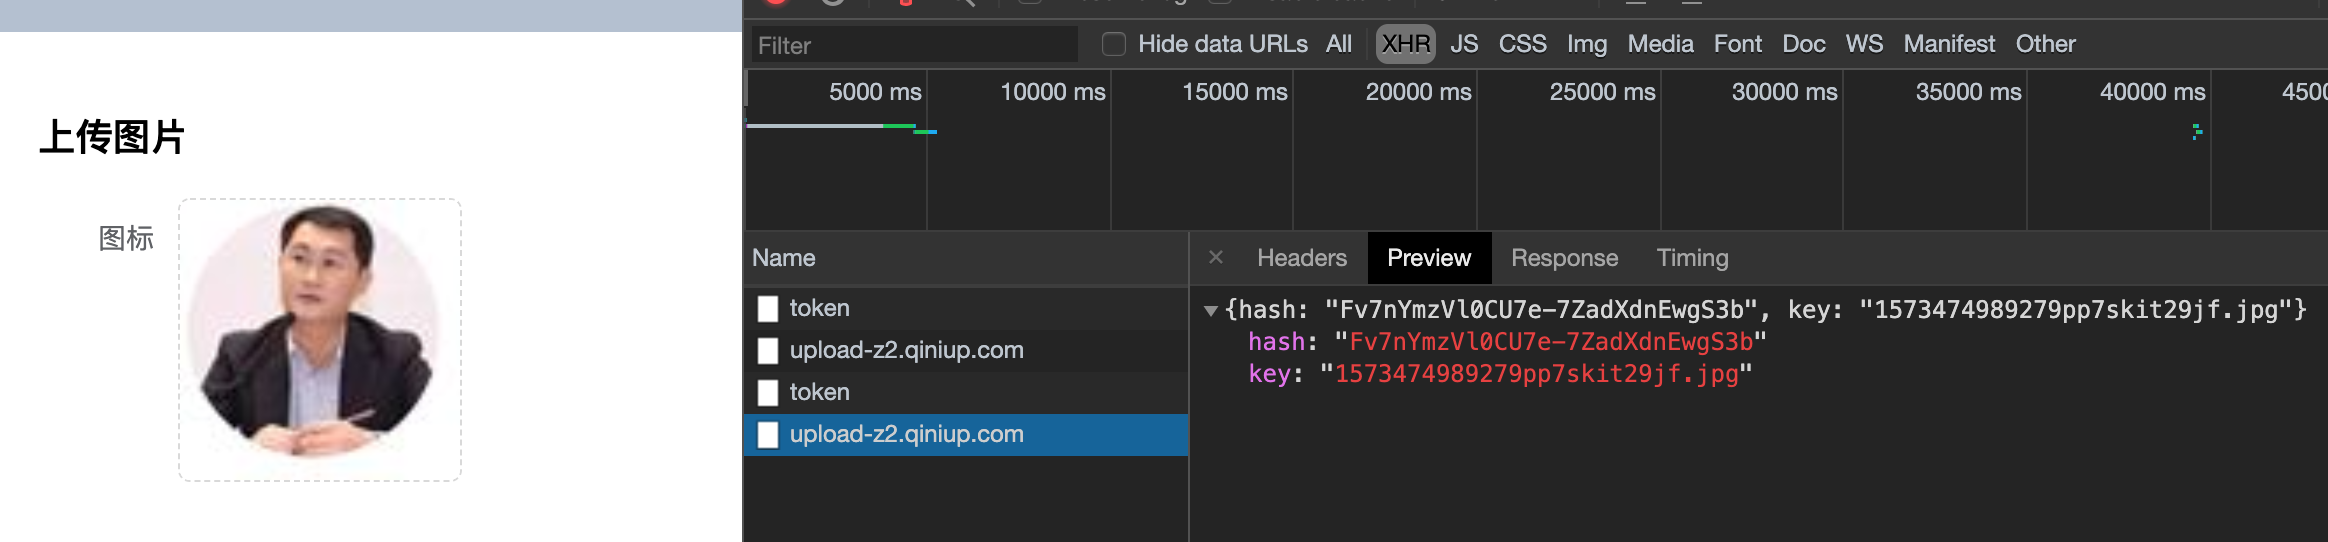 上传图片
图标
Filter
Hide data URLs All XHR JS CSS Img Media Font Doc WS Manifest Other
5000 ms 10000 ms 15000 ms 20000 ms 25000 ms 30000 ms 35000 ms 40000 ms
Name
× Headers Preview Response Timing
token
upload-z2.qiniup.com
token
upload-z2.qiniup.com
▼{hash: "Fv7nYmzVl0CU7e-7ZadXdnEwgS3b", key: "1573474989279pp7skit29jf.jpg"}
hash: "Fv7nYmzVl0CU7e-7ZadXdnEwgS3b"
key: "1573474989279pp7skit29jf.jpg"